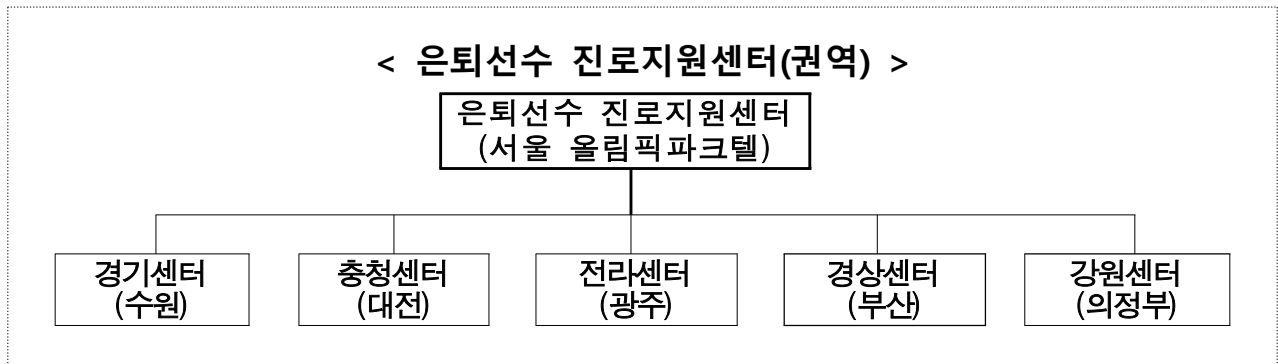 < 은퇴선수 진로지원센터(권역) >
은퇴선수 진로지원센터
(서울 올림픽파크텔)
경기센터
(수원)
충청센터
(대전)
전라센터
(광주)
경상센터
(부산)
강원센터
(의정부)